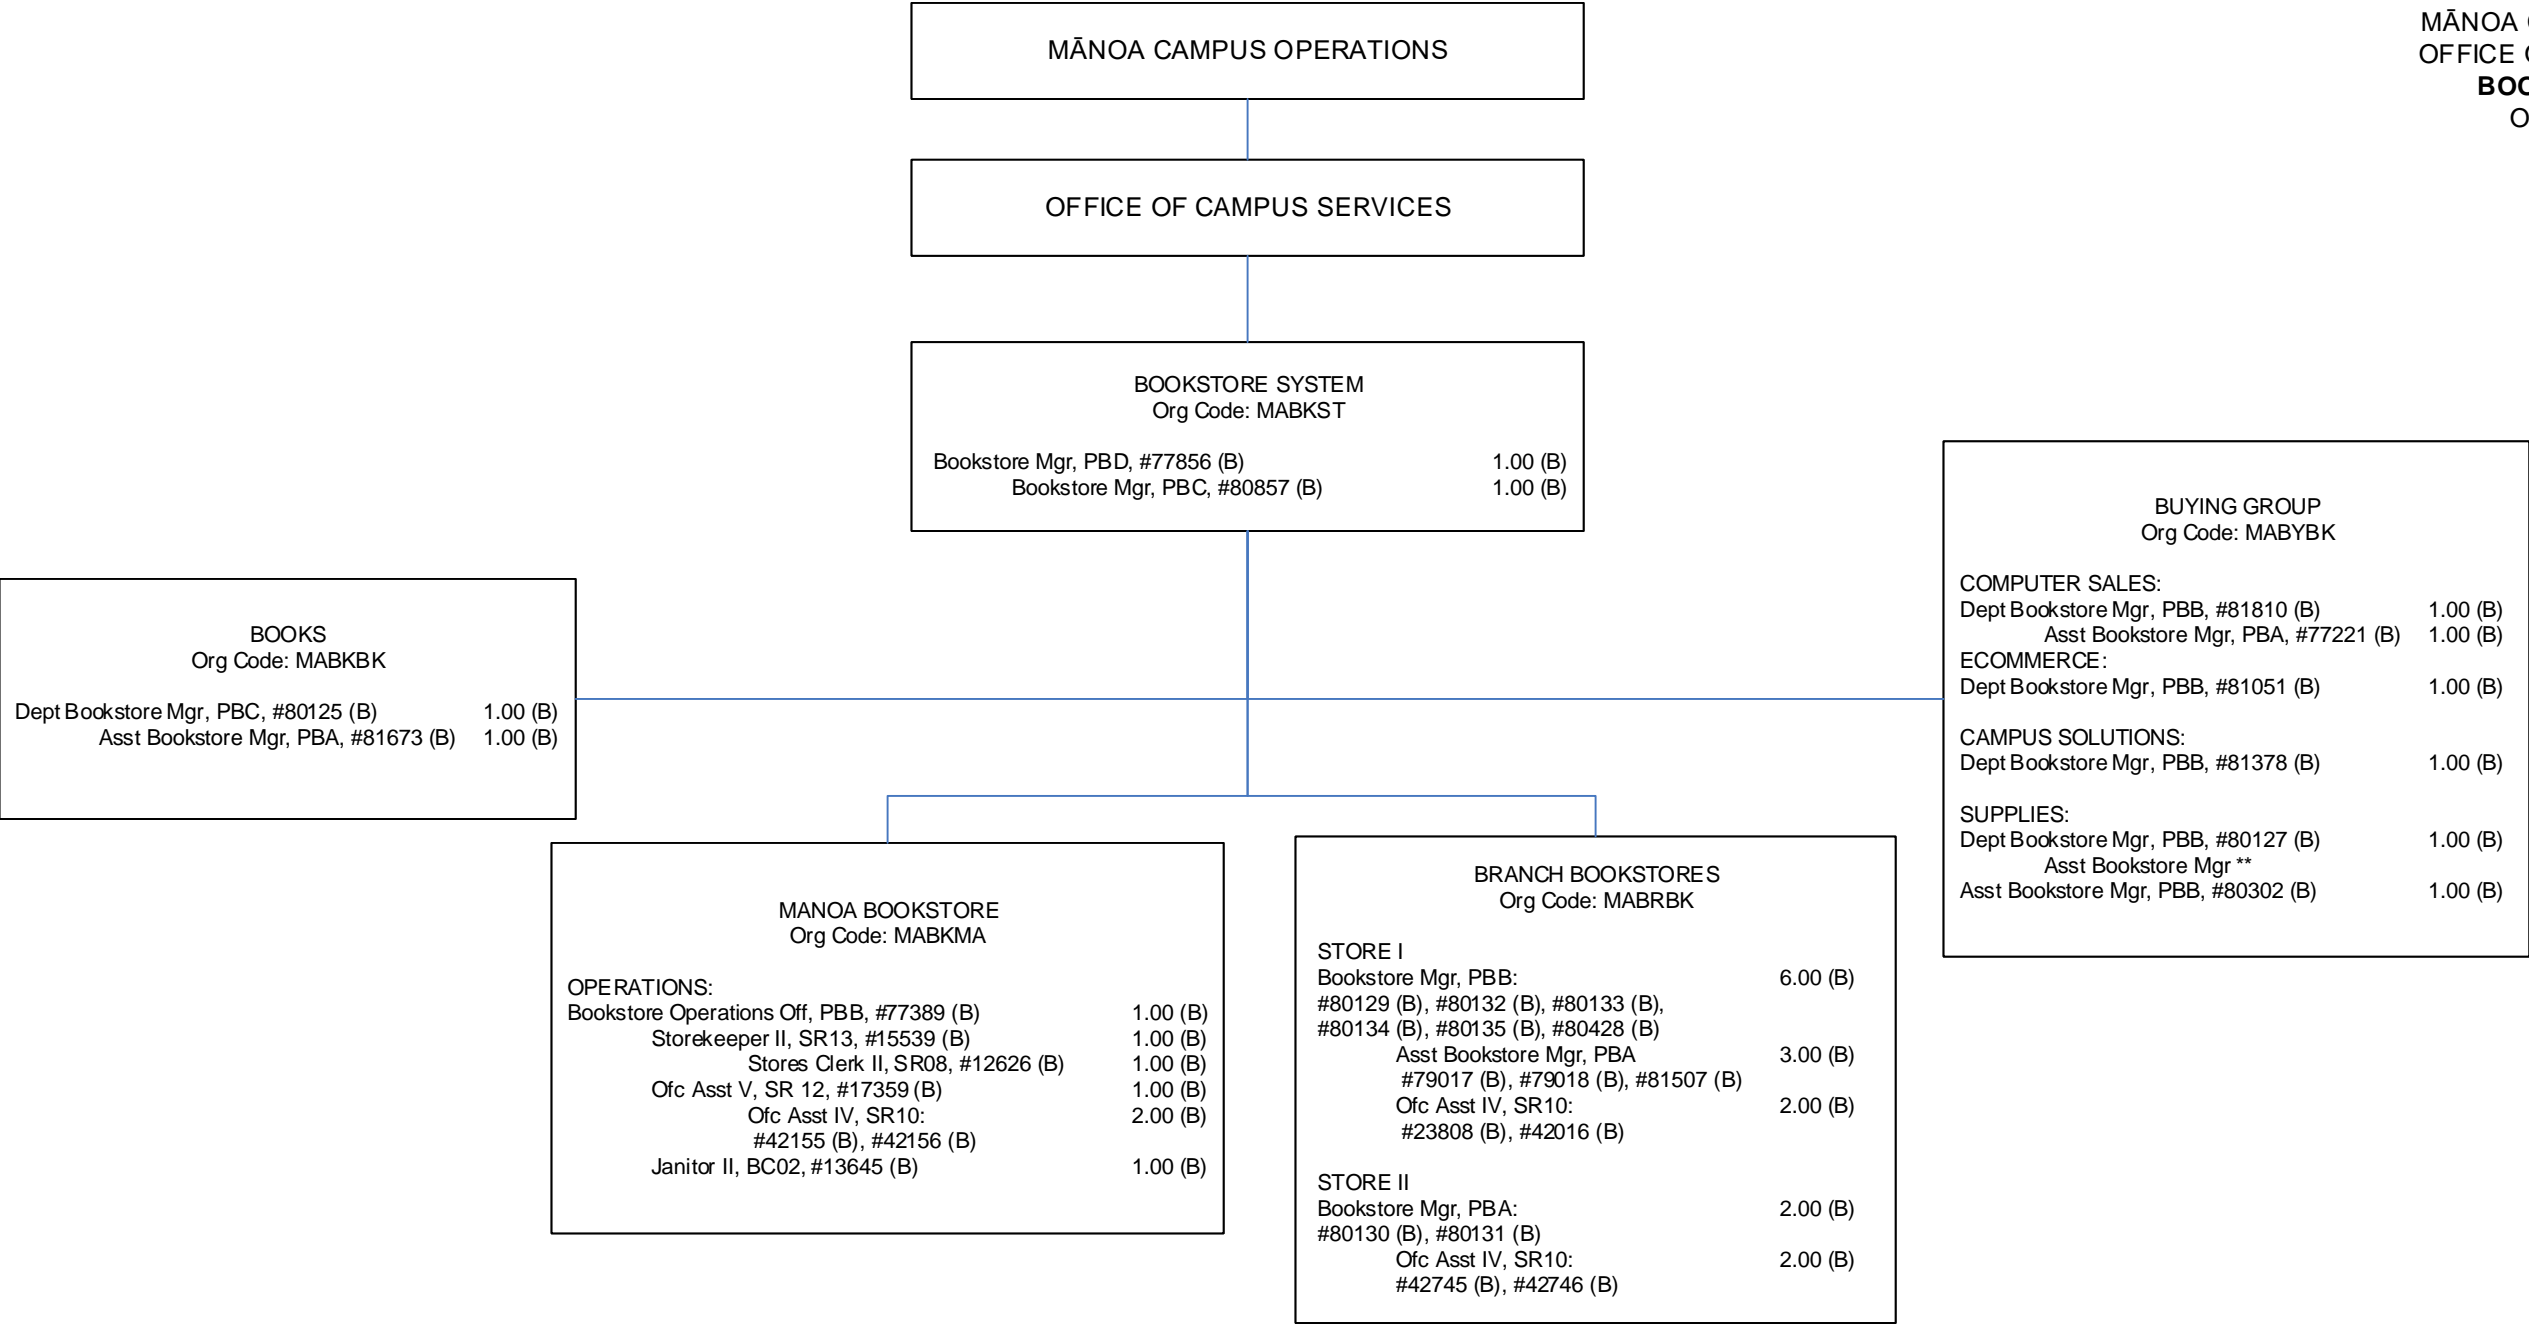 MĀNOA CAMPUS OPERATIONS
MĀNOA
OFFICE
OFFICE OF CAMPUS SERVICES
BOOKSTORE SYSTEM
Org Code: MABKST
Bookstore Mgr, PBD, #77856 (B) 1.00 (B)
Bookstore Mgr, PBC, #80857 (B) 1.00 (B)
BOOKS
Org Code: MABKBK
Dept Bookstore Mgr, PBC, #80125 (B) 1.00 (B)
Asst Bookstore Mgr, PBA, #81673 (B) 1.00 (B)
BUYING GROUP
Org Code: MABYBK
COMPUTER SALES:
Dept Bookstore Mgr, PBB, #81810 (B) 1.00 (B)
Asst Bookstore Mgr, PBA, #77221 (B) 1.00 (B)
ECOMMERCE:
Dept Bookstore Mgr, PBB, #81051 (B) 1.00 (B)
CAMPUS SOLUTIONS:
Dept Bookstore Mgr, PBB, #81378 (B) 1.00 (B)
SUPPLIES:
Dept Bookstore Mgr, PBB, #80127 (B) 1.00 (B)
Asst Bookstore Mgr **
Asst Bookstore Mgr, PBB, #80302 (B) 1.00 (B)
MANOA BOOKSTORE
Org Code: MABKMA
OPERATIONS:
Bookstore Operations Off, PBB, #77389 (B) 1.00 (B)
Storekeeper II, SR13, #15539 (B) 1.00 (B)
Stores Clerk II, SR08, #12626 (B) 1.00 (B)
Ofc Asst V, SR 12, #17359 (B) 1.00 (B)
Ofc Asst IV, SR10: 2.00 (B)
#42155 (B), #42156 (B)
Janitor II, BC02, #13645 (B) 1.00 (B)
BRANCH BOOKSTORES
Org Code: MABRBK
STORE I
Bookstore Mgr, PBB: 6.00 (B)
#80129 (B), #80132 (B), #80133 (B),
#80134 (B), #80135 (B), #80428 (B)
Asst Bookstore Mgr, PBA 3.00 (B)
#79017 (B), #79018 (B), #81507 (B)
Ofc Asst IV, SR10: 2.00 (B)
#23808 (B), #42016 (B)
STORE II
Bookstore Mgr, PBA: 2.00 (B)
#80130 (B), #80131 (B)
Ofc Asst IV, SR10: 2.00 (B)
#42745 (B), #42746 (B)